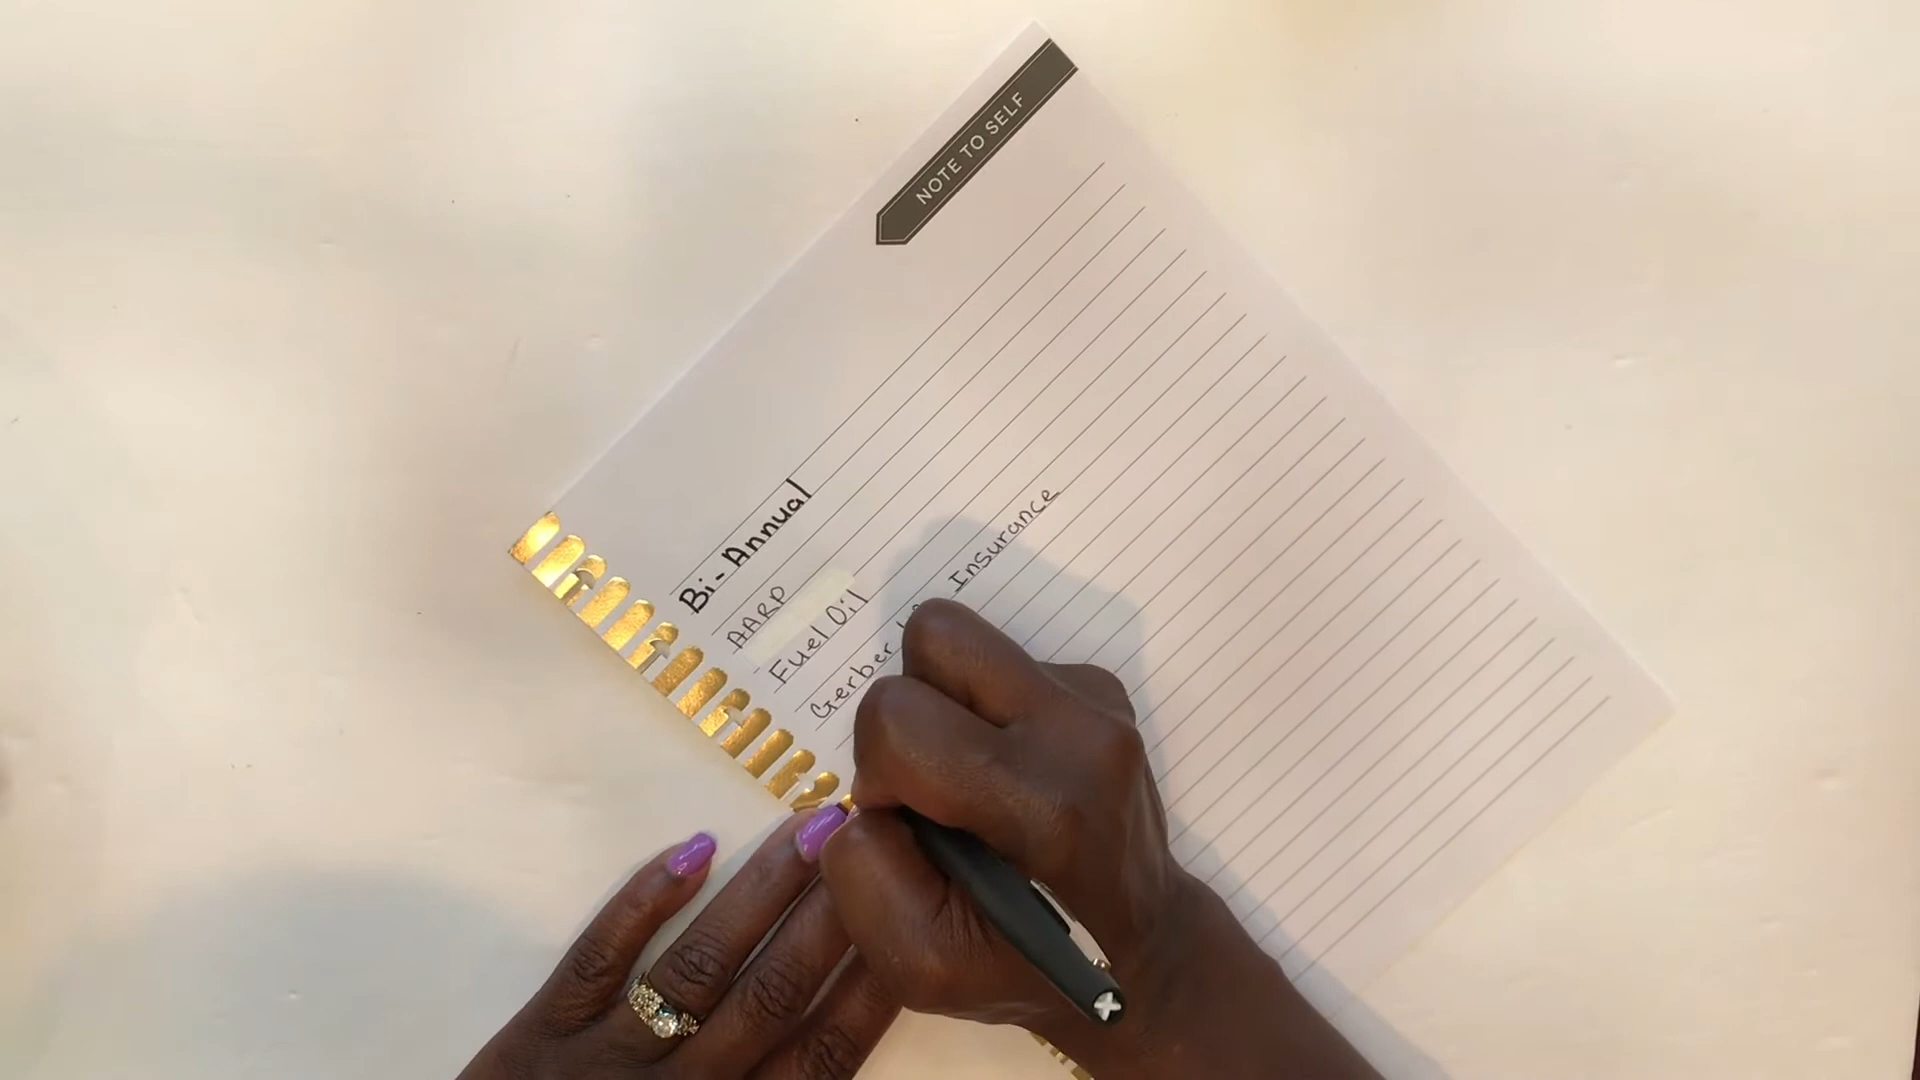 NOTE TO SELF
Bi-Annual
AARP
Fuel Oil
Gerber Insurance